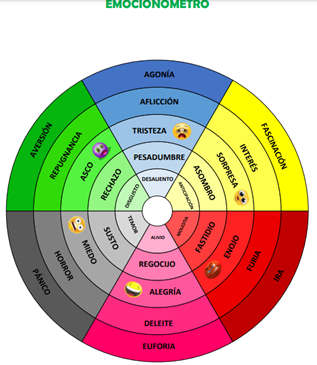 EMOCIONOMETRO
AGONÍA
AFLICCIÓN
TRISTEZA
PESADUMBRE
DESALIENTO
FASCINACIÓN
INTERÉS
SORPRESA
ASOMBRO
ANTICIPACIÓN
IRA
FURIA
ENOJO
FASTIDIO
MOLESTIA
EUFORIA
DELEITE
ALEGRÍA
REGOCIJO
ALIVIO
PÁNICO
HORROR
MIEDO
SUSTO
TEMOR
AVERSIÓN
REPUGNANCIA
ASCO
RECHAZO
DISGUSTO